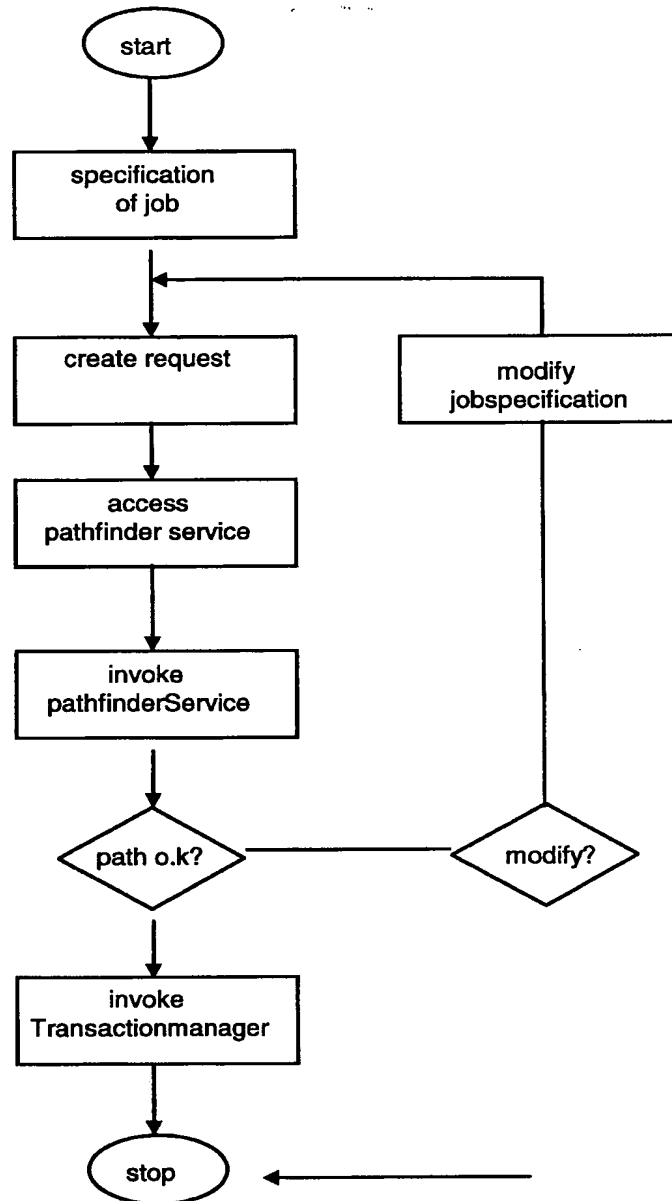 start
specification
of job
create request
modify
jobspecification
access
pathfinder service
invoke
pathfinderService
path o.k?
modify?
invoke
Transactionmanager
stop